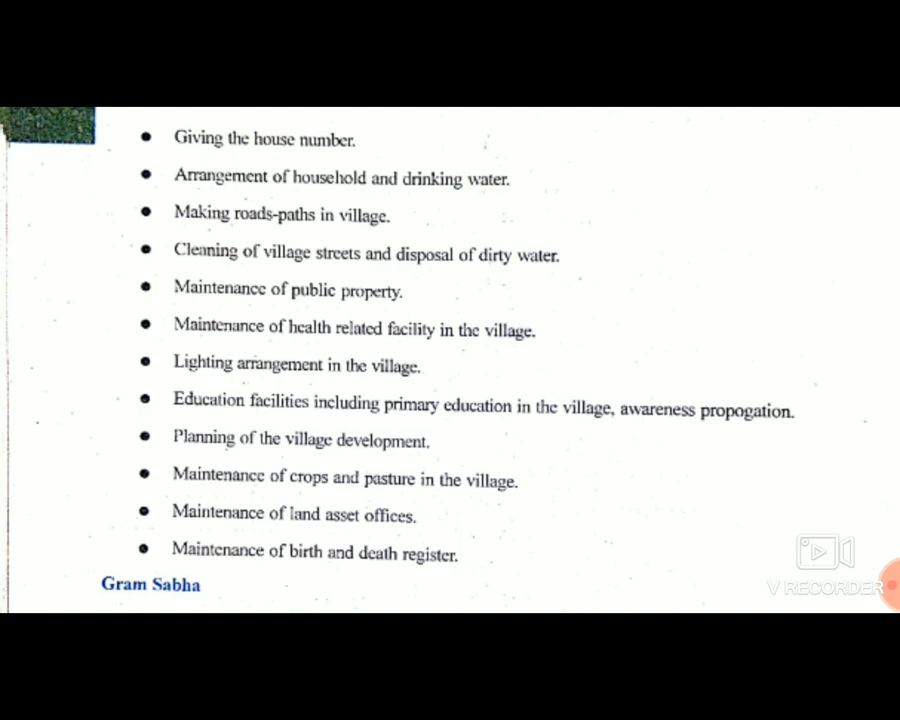 • Giving the house number.
• Arrangement of household and drinking water.
• Making roads-paths in village.
• Cleaning of village streets and disposal of dirty water.
• Maintenance of public property.
• Maintenance of health related facility in the village.
• Lighting arrangement in the village.
• Education facilities including primary education in the village, awareness propogation.
• Planning of the village development.
• Maintenance of crops and pasture in the village.
• Maintenance of land asset offices.
• Maintenance of birth and death register.
Gram Sabha
V RECORDER